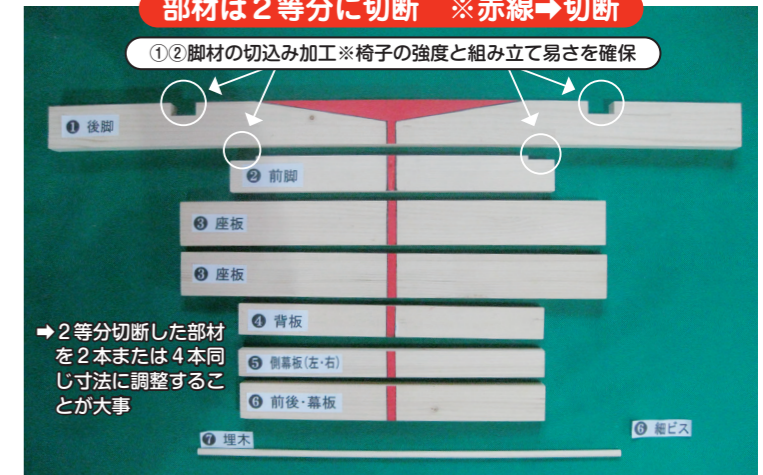 部材は２等分に切断　※赤線➡切断
①②脚材の切込み加工※椅子の強度と組み立て易さを確保
❶ 後脚
❷ 前脚
❸ 座板
❸ 座板
❹ 背板
❺ 側幕板(左・右)
❻ 前後・幕板
❼ 埋木
❻ 細ビス
➡２等分切断した部材
を２本または４本同
じ寸法に調整するこ
とが大事